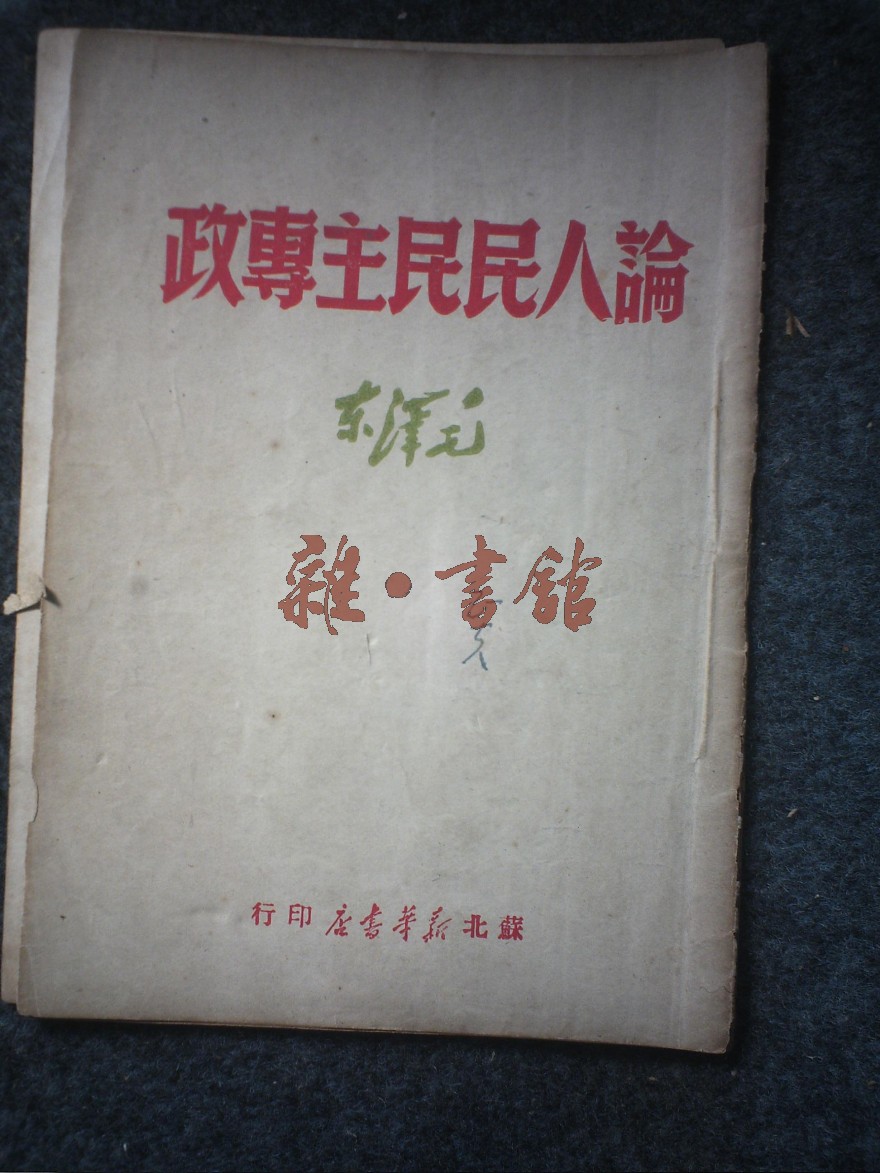 論人民民主專政
毛澤东
雜·書館
蘇北新華書店印行